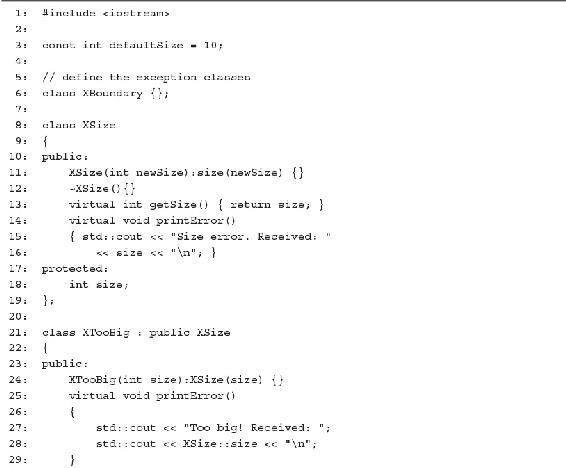 1: #include <iostream>
2:
3: const int defaultSize = 10;
4:
5: // define the exception classes
6: class XBoundary {};
7:
8: class XSize
9: {
10: public:
11: XSize(int newSize):size(newSize) {}
12: ~XSize(){}
13: virtual int getSize() { return size; }
14: virtual void printError()
15: { std::cout << "Size error. Received: "
16: << size << "\n"; }
17: protected:
18: int size;
19: };
20:
21: class XTooBig : public XSize
22: {
23: public:
24: XTooBig(int size):XSize(size) {}
25: virtual void printError()
26: {
27: std::cout << "Too big! Received: ";
28: std::cout << XSize::size << "\n";
29: }